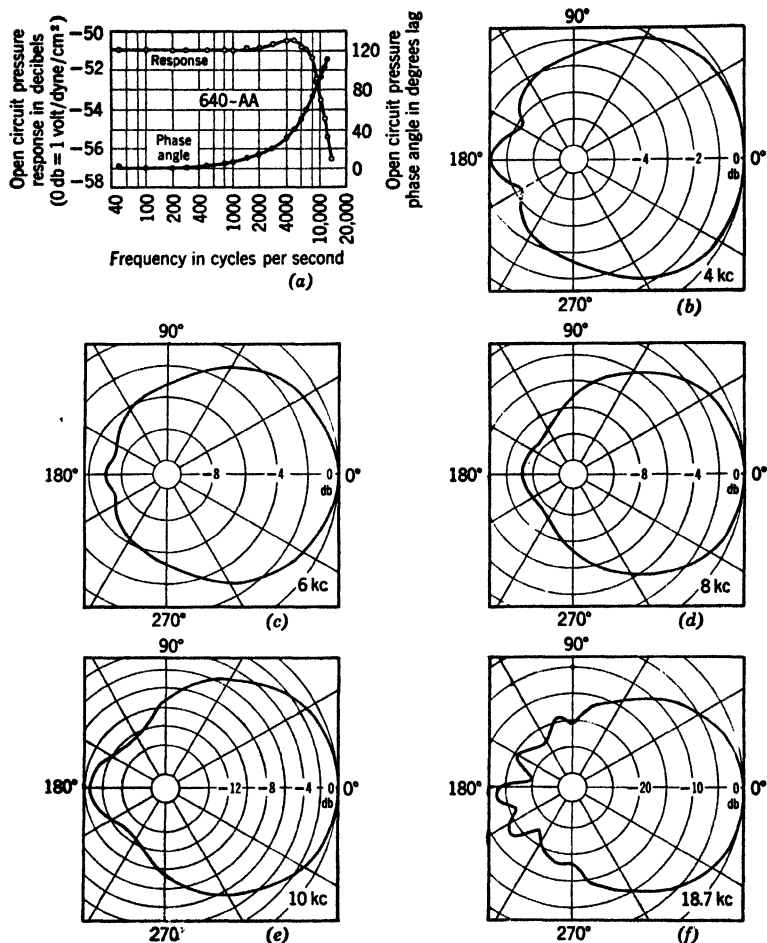 Open circuit pressure
response in decibels
(0 db = 1 volt/dyne/cm²)
-50
-52
-54
-56
-58
Response
640-AA
Phase
angle
120
80
40
0
Open circuit pressure
phase angle in degrees lag
40
100
200
400
1000
2000
4000
10,000
20,000
Frequency in cycles per second
(a)
90°
180°
-4
-2
0
db
0°
4 kc
270°
(b)
90°
180°
-8
-4
0
db
0°
6 kc
270°
(c)
90°
180°
-8
-4
0
db
0°
8 kc
270°
(d)
90°
180°
-12
-8
-4
0
db
0°
10 kc
270°
(e)
90°
180°
-20
-10
0
db
0°
18.7 kc
270°
(f)